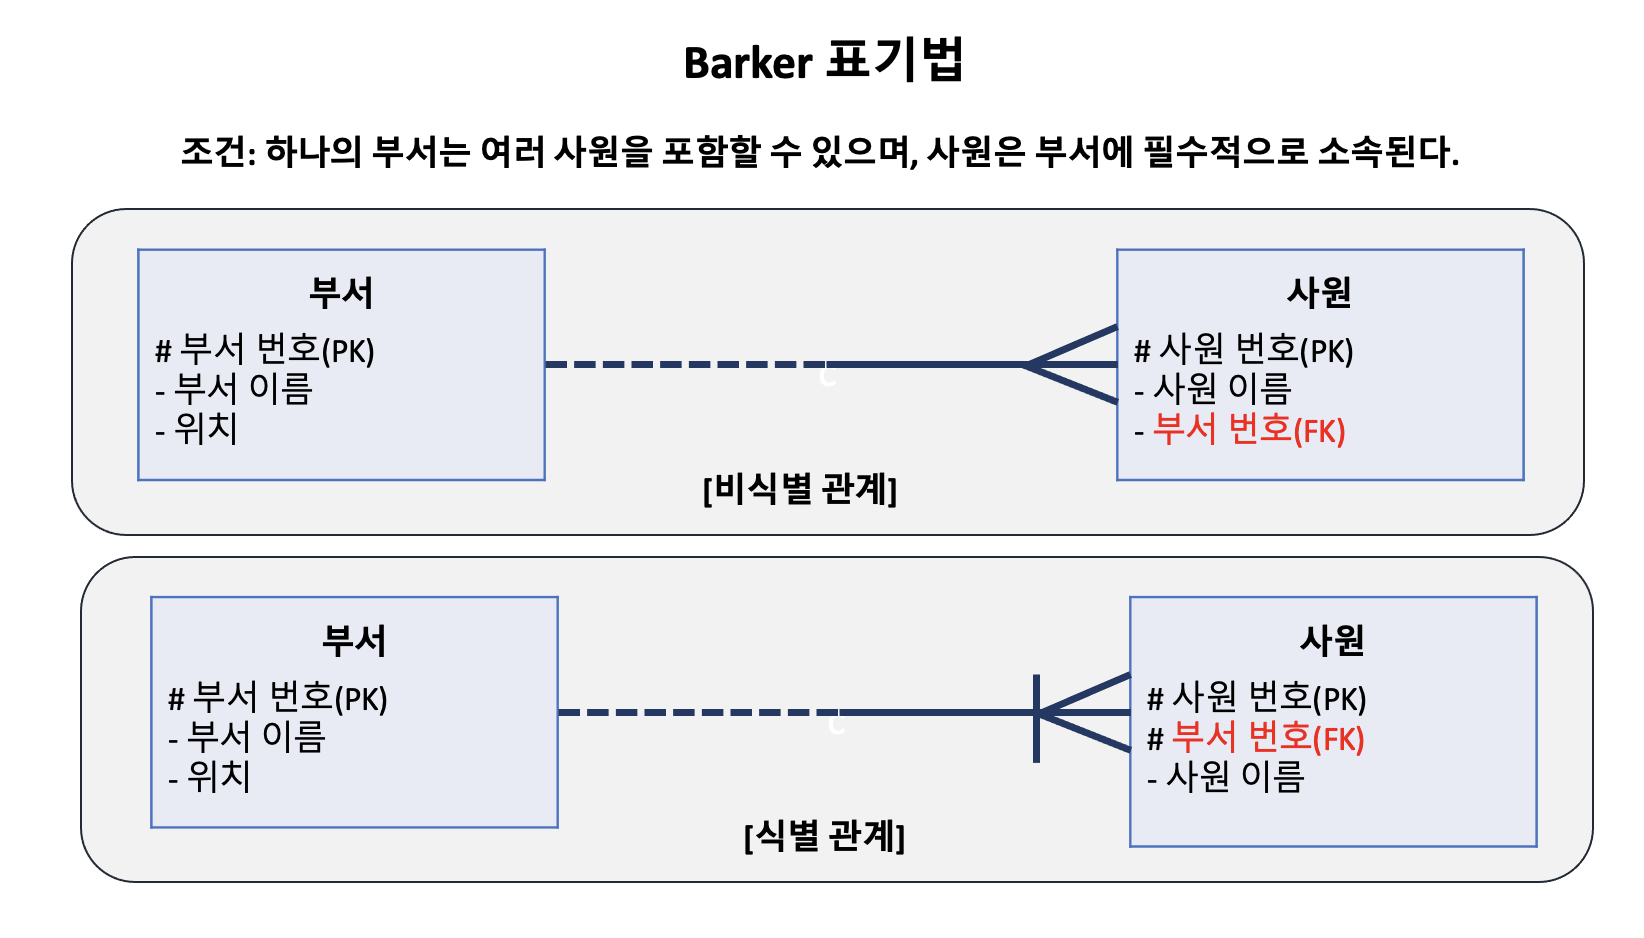 Barker 표기법
조건: 하나의 부서는 여러 사원을 포함할 수 있으며, 사원은 부서에 필수적으로 소속된다.
부서
# 부서 번호(PK)
- 부서 이름
- 위치
C
사원
# 사원 번호(PK)
- 사원 이름
- 부서 번호(FK)
[비식별 관계]
부서
# 부서 번호(PK)
- 부서 이름
- 위치
C
사원
# 사원 번호(PK)
# 부서 번호(FK)
- 사원 이름
[식별 관계]